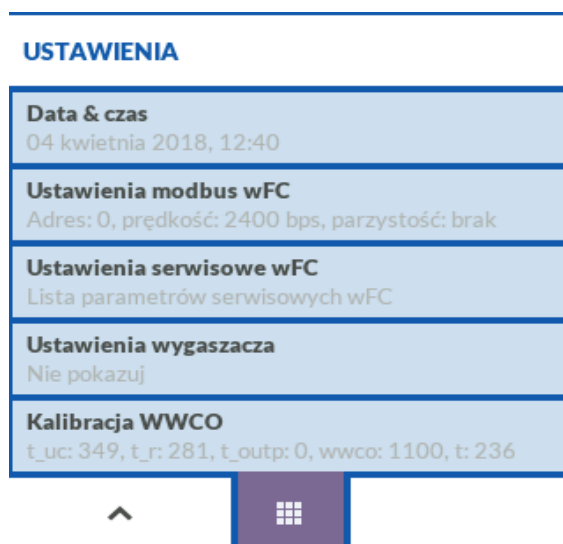 USTAWIENIA
Data & czas
04 kwietnia 2018, 12:40
Ustawienia modbus wFC
Adres: 0, prędkość: 2400 bps, parzystość: brak
Ustawienia serwisowe wFC
Lista parametrów serwisowych wFC
Ustawienia wygaszacza
Nie pokazuj
Kalibracja WWCO
t_uc: 349, t_r: 281, t_outp: 0, wwco: 1100, t: 236